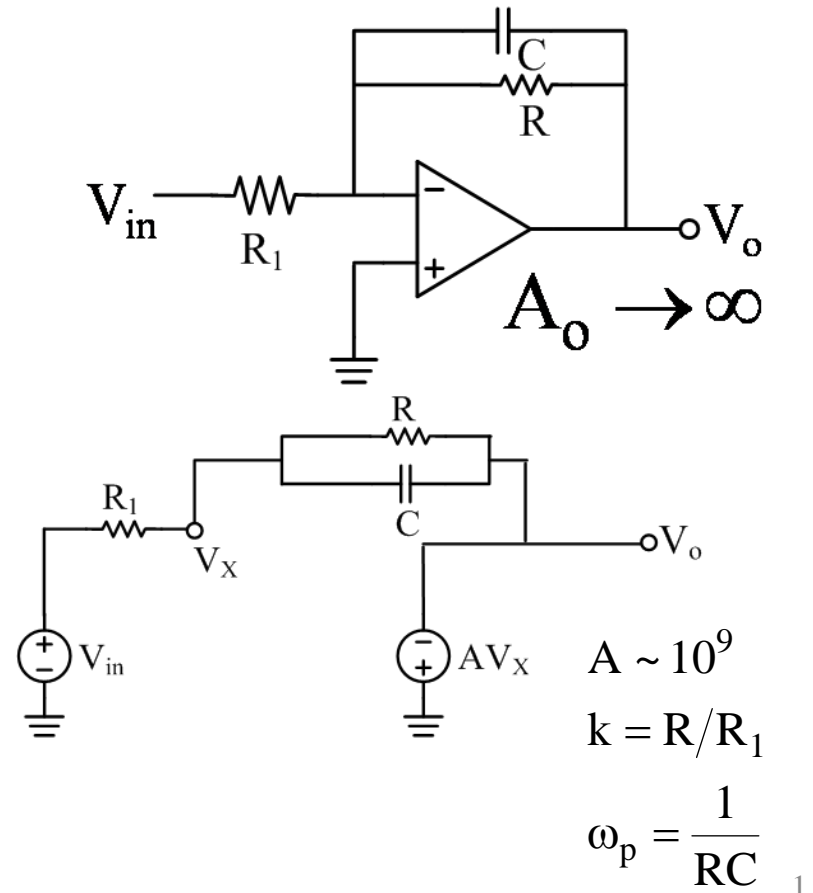 C
R
V_in
R_1
−
+
V_o
A_o → ∞
R
R_1
C
V_X
V_o
+
−
V_in
−
+
AV_X
A ~ 10^9
k = R/R_1
ω_p = 1/RC
1